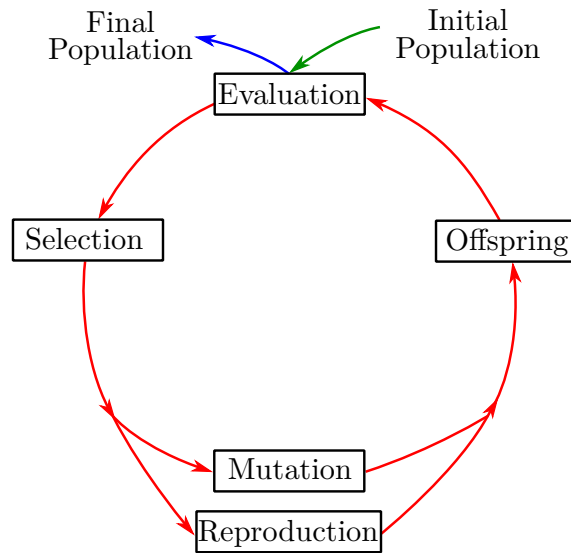 Final
Population
Initial
Population
Evaluation
Selection
Offspring
Mutation
Reproduction